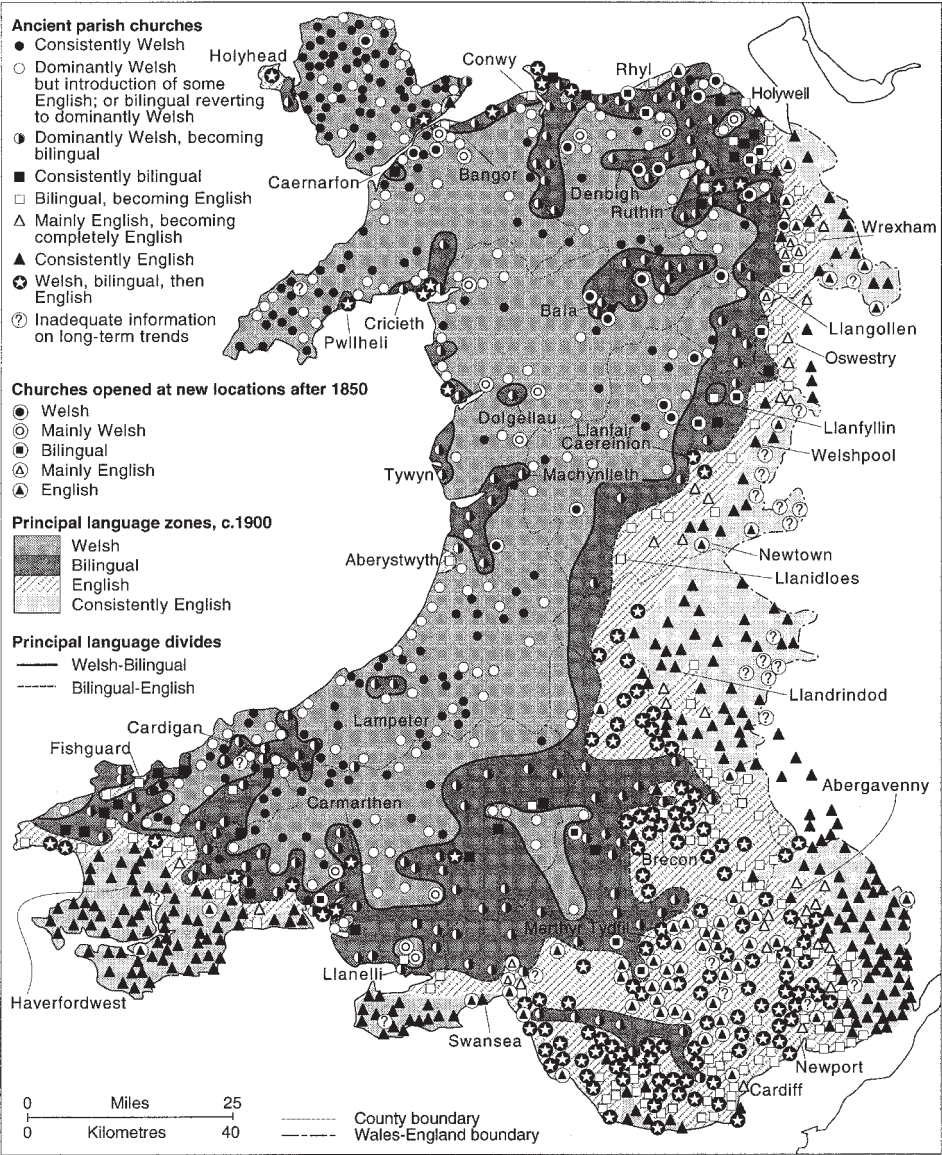 Ancient parish churches
Consistently Welsh
Dominantly Welsh
but introduction of some
English; or bilingual reverting
to dominantly Welsh
Dominantly Welsh, becoming
bilingual
Consistently bilingual
Bilingual, becoming English
Mainly English, becoming
completely English
Consistently English
Welsh, bilingual, then
English
? Inadequate information
on long-term trends
Churches opened at new locations after 1850
Welsh
Mainly Welsh
Bilingual
Mainly English
English
Principal language zones, c.1900
Welsh
Bilingual
English
Consistently English
Principal language divides
Welsh-Bilingual
Bilingual-English
Holyhead
Conwy
Rhyl
Holywell
Caernarfon
Bangor
Denbigh
Ruthin
Wrexham
Cricieth
Pwllheli
Bala
Llangollen
Oswestry
Dolgellau
Llanfair
Caereinion
Llanfyllin
Welshpool
Tywyn
Machynlleth
Aberystwyth
Newtown
Llanidloes
Llandrindod
Lampeter
Cardigan
Fishguard
Carmarthen
Abergavenny
Brecon
Merthyr Tydfil
Llanelli
Haverfordwest
Swansea
Newport
Cardiff
0 Miles 25
0 Kilometres 40
County boundary
Wales-England boundary